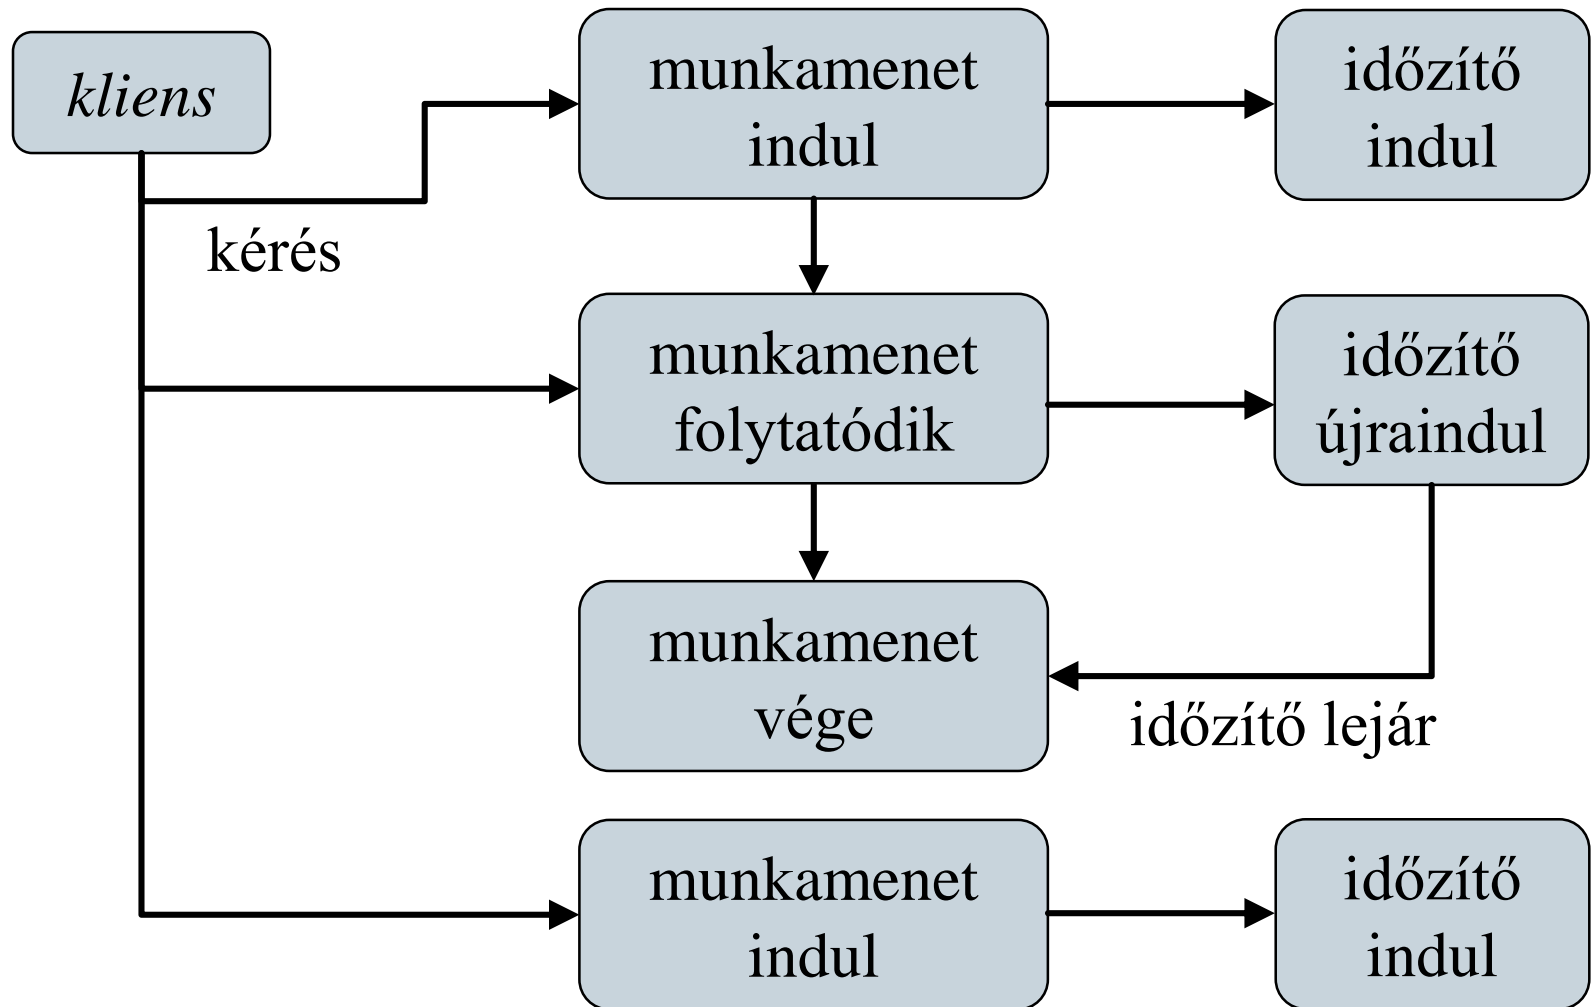 kliens
munkamenet
indul
időzítő
indul
kérés
munkamenet
folytatódik
időzítő
újraindul
munkamenet
vége
időzítő lejár
munkamenet
indul
időzítő
indul